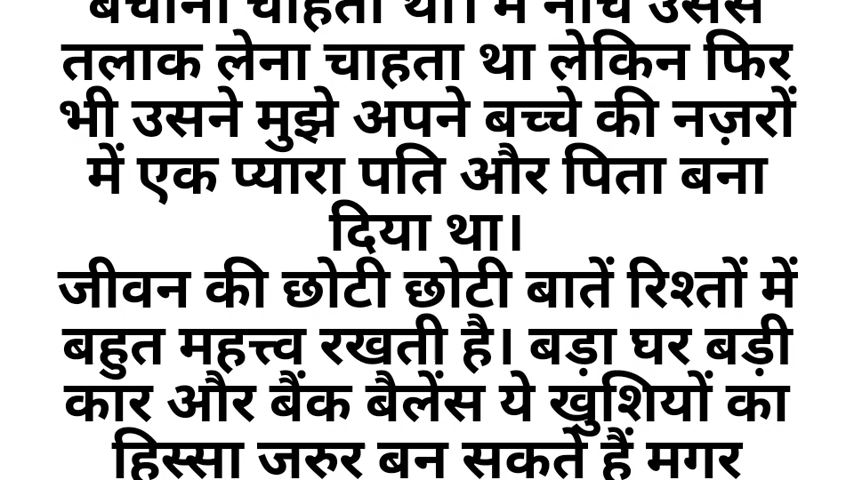 बचाना चाहता था। मैं नीच उससे
तलाक लेना चाहता था लेकिन फिर
भी उसने मुझे अपने बच्चे की नज़रों
में एक प्यारा पति और पिता बना
दिया था।
जीवन की छोटी छोटी बातें रिश्तों में
बहुत महत्त्व रखती है। बड़ा घर बड़ी
कार और बैंक बैलेंस ये खुशियों का
हिस्सा जरुर बन सकते हैं मगर